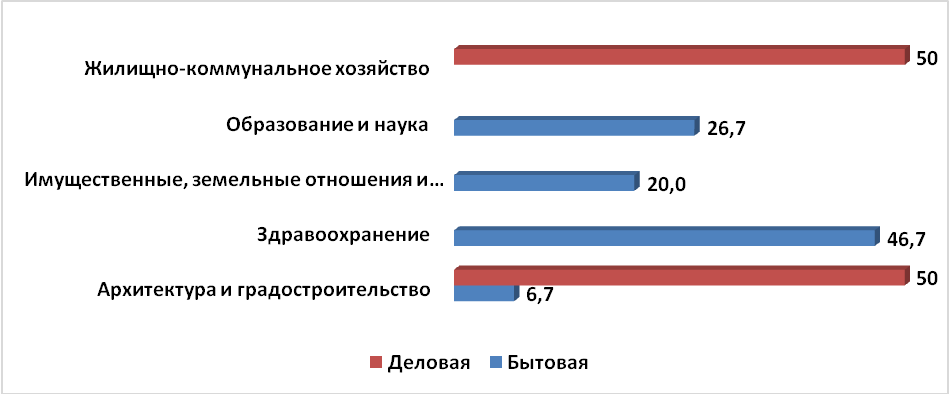 Жилищно-коммунальное хозяйство 50
Образование и наука 26,7
Имущественные, земельные отношения и... 20,0
Здравоохранение 46,7
Архитектура и градостроительство 50
6,7
Деловая Бытовая